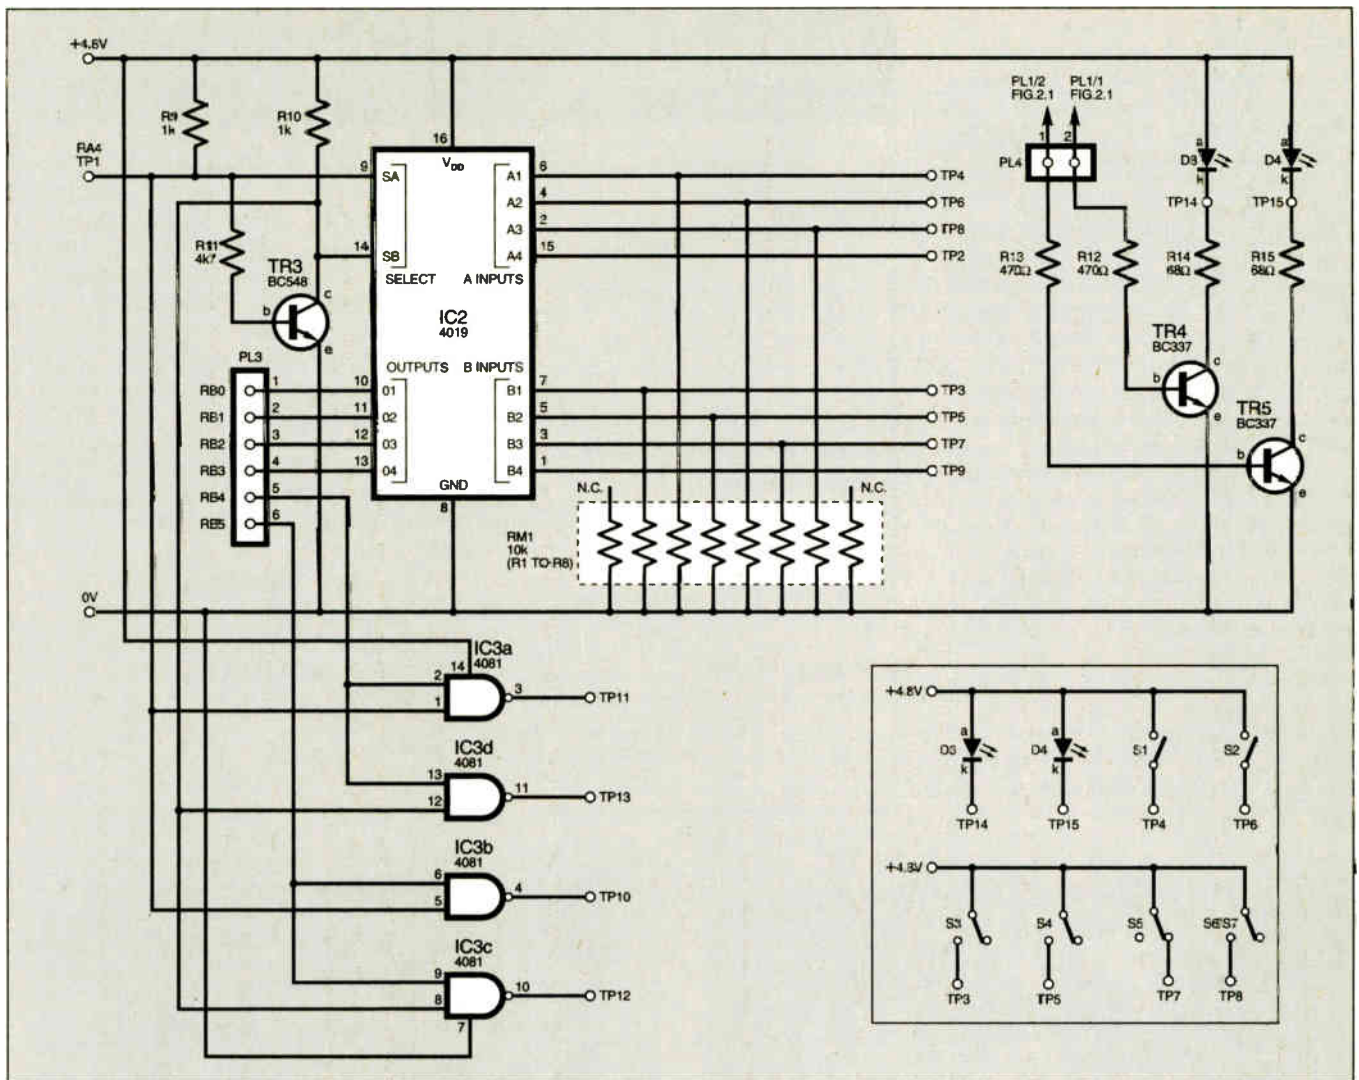 +4.8V
R9
1k
R10
1k
RA4
TP1
R11
4k7
TR3
BC548
b
c
e
16
VDD
9
SA
14
SB
SELECT
A INPUTS
A1
6
A2
4
A3
2
A4
15
IC2
4019
OUTPUTS
B INPUTS
10
01
11
02
12
03
13
04
B1
7
B2
5
B3
3
B4
1
GND
8
TP4
TP6
TP8
TP2
TP3
TP5
TP7
TP9
PL3
RB0
1
RB1
2
RB2
3
RB3
4
RB4
5
RB5
6
N.C.
N.C.
RM1
10k
(R1 TO R8)
0V
PL1/2
FIG.2.1
PL1/1
FIG.2.1
1
2
PL4
R13
470Ω
R12
470Ω
a
D3
k
TP14
R14
68Ω
a
D4
k
TP15
R15
68Ω
TR4
BC337
b
c
e
TR5
BC337
b
c
e
IC3a
4081
14
2
1
3
TP11
IC3d
4081
13
12
11
TP13
IC3b
4081
6
5
4
TP10
IC3c
4081
9
8
10
7
TP12
+4.8V
a
D3
k
TP14
a
D4
k
TP15
S1
TP4
S2
TP6
+4.8V
S3
TP3
S4
TP5
S5
TP7
S6/S7
TP8